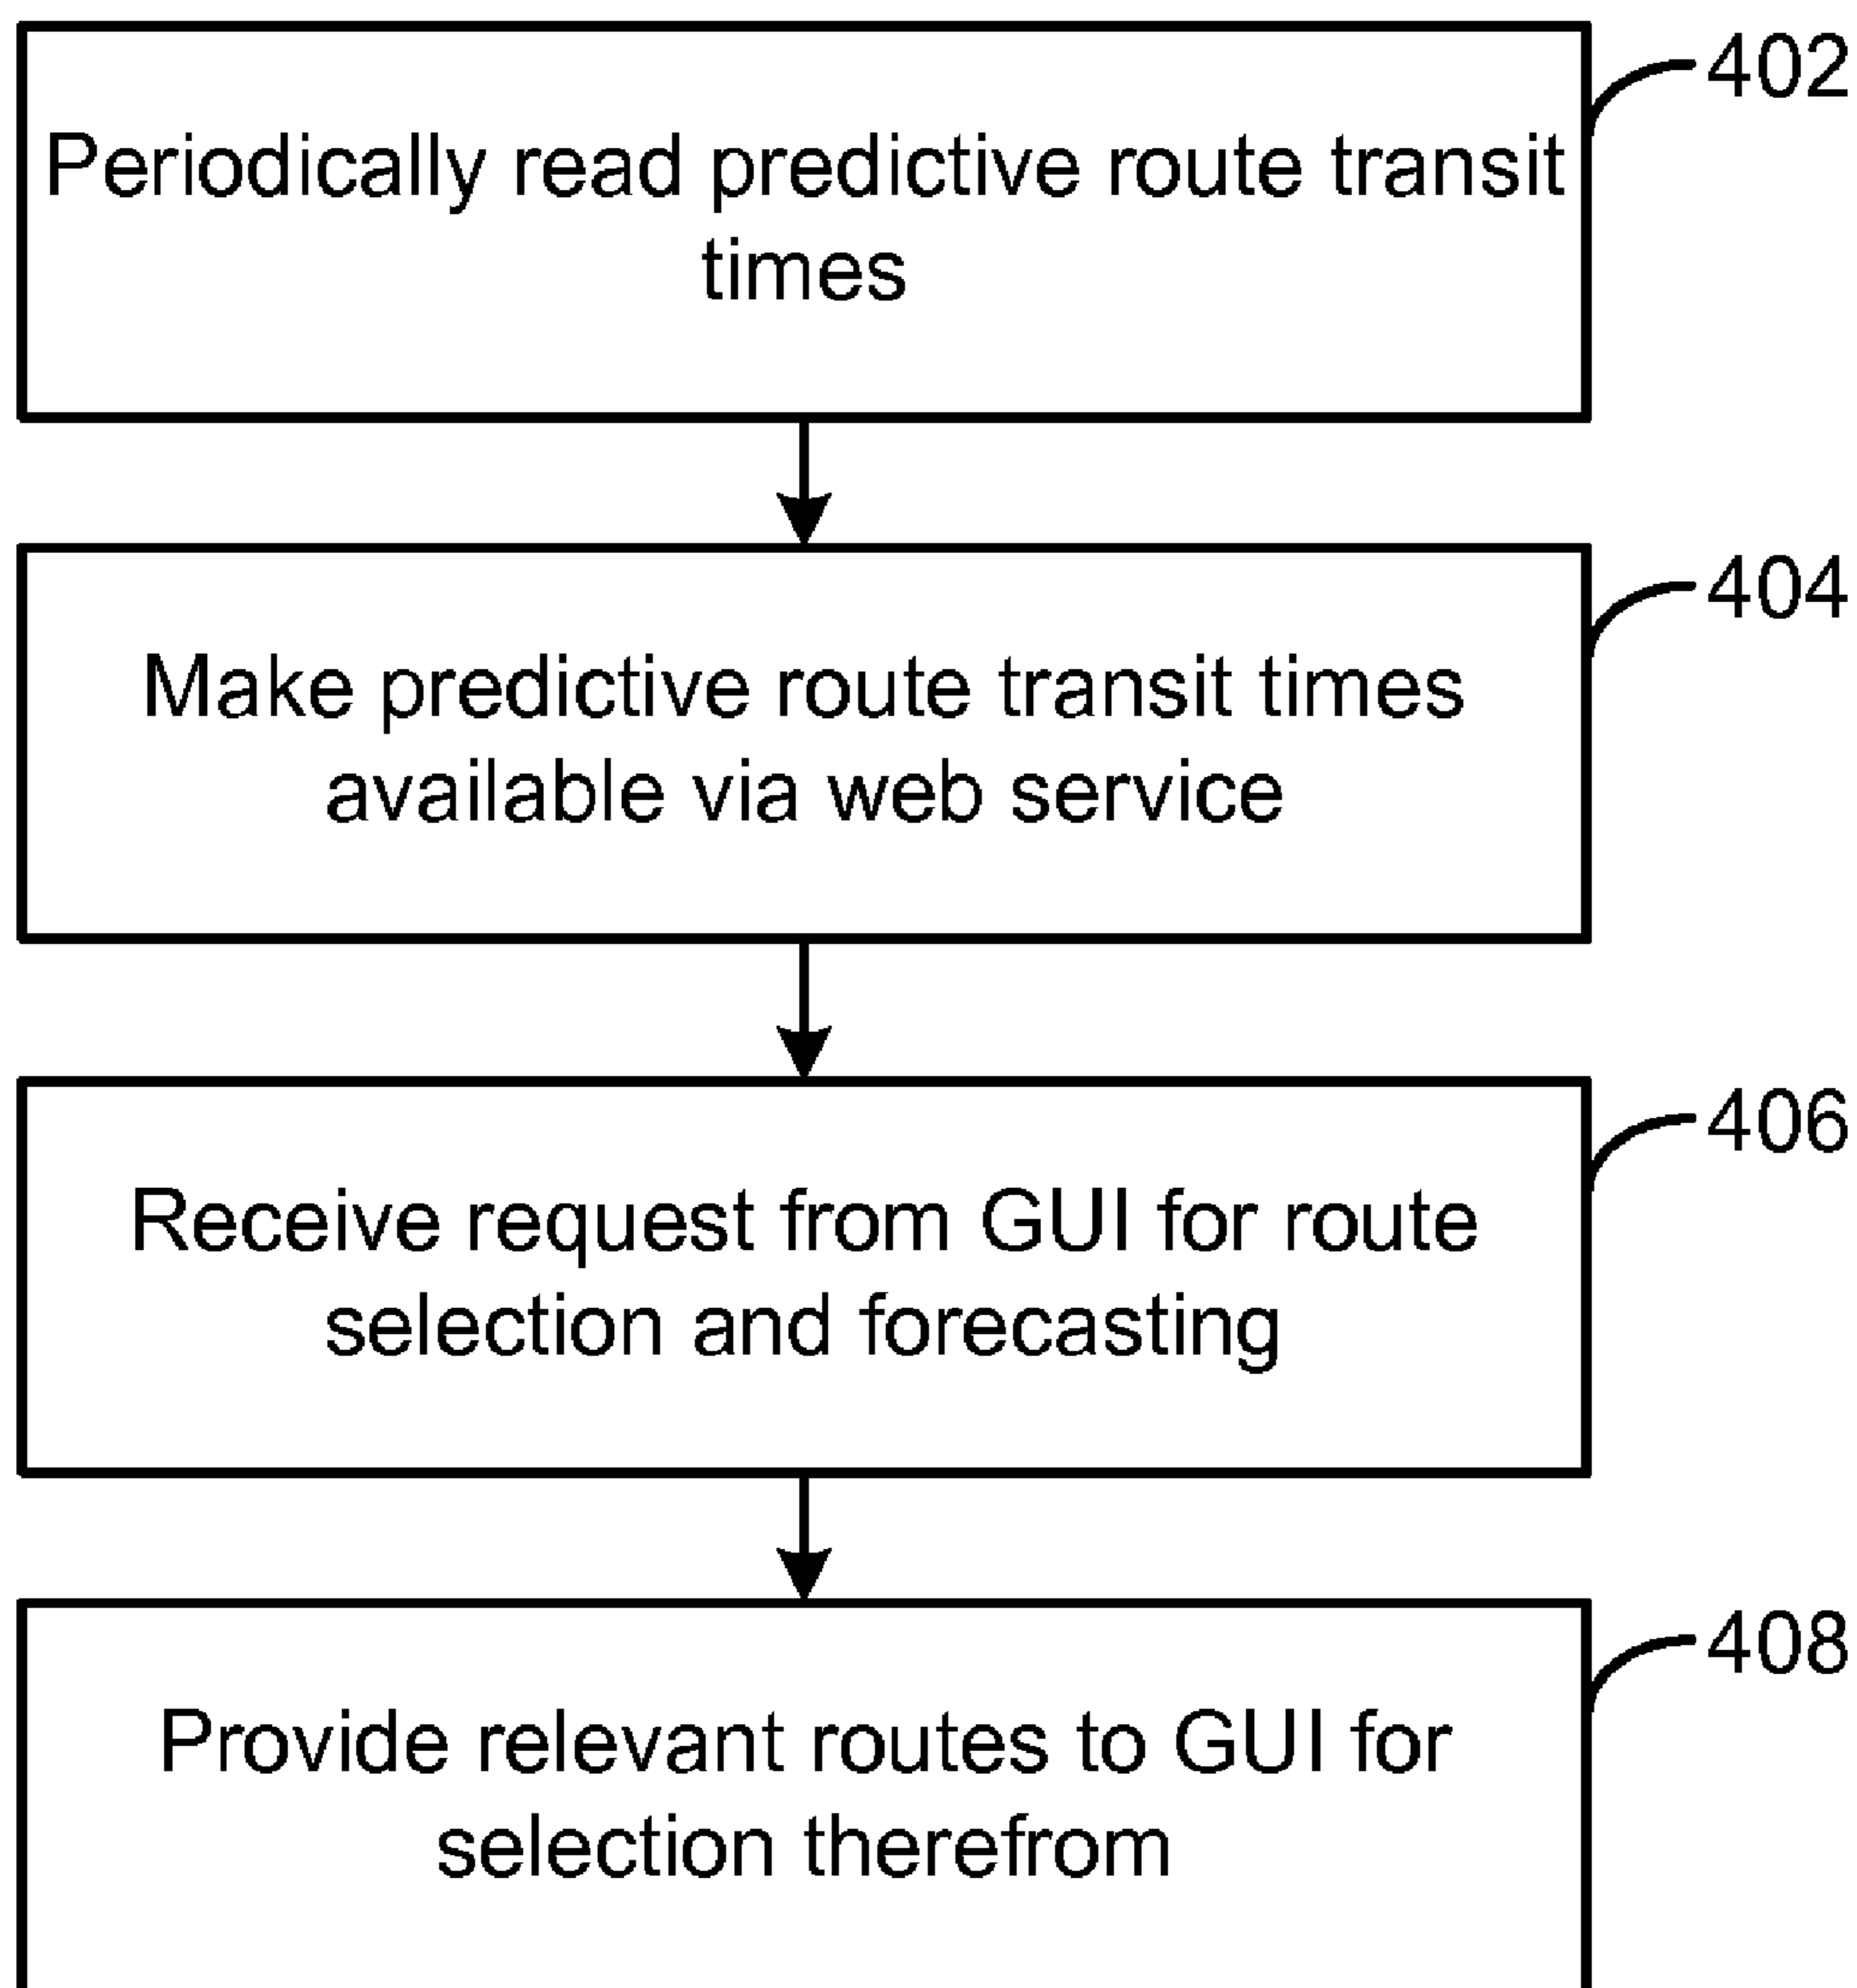 402
Periodically read predictive route transit
times
404
Make predictive route transit times
available via web service
406
Receive request from GUI for route
selection and forecasting
408
Provide relevant routes to GUI for
selection therefrom